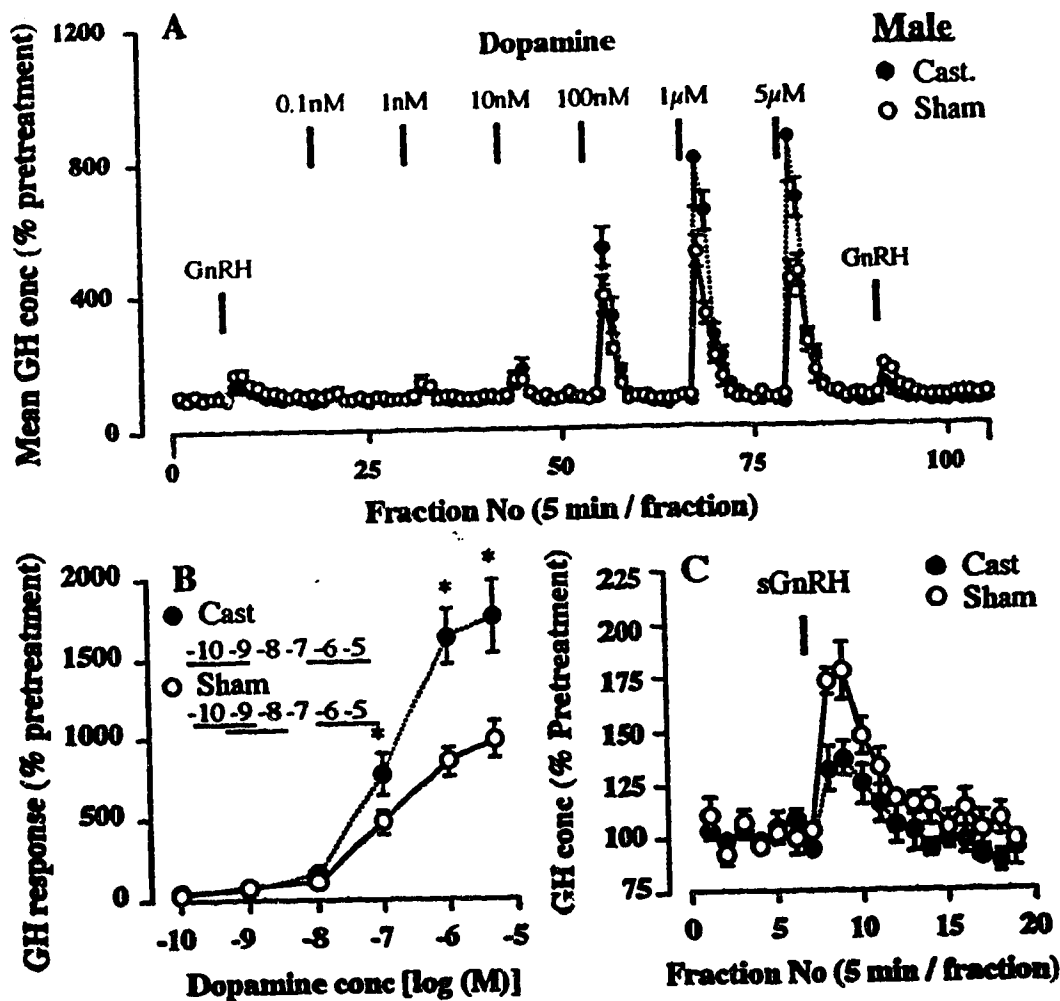 A
Dopamine
Male
Cast.
Sham
0.1nM 1nM 10nM 100nM 1µM 5µM
GnRH
GnRH
Mean GH conc (% pretreatment)
1200
800
400
0
0 25 50 75 100
Fraction No (5 min / fraction)
B
Cast
-10 -9 -8 -7 -6 -5
Sham
-10 -9 -8 -7 -6 -5
* * *
GH response (% pretreatment)
2000
1500
1000
500
0
-10 -9 -8 -7 -6 -5
Dopamine conc [log (M)]
C
Cast
Sham
sGnRH
GH conc (% Pretreatment)
225
200
175
150
125
100
75
0 5 10 15 20
Fraction No (5 min / fraction)